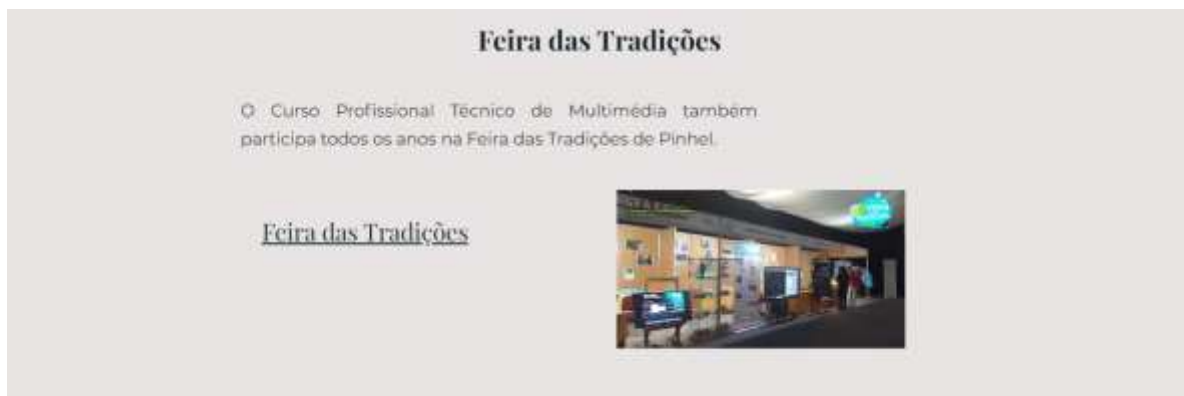 Feira das Tradições
O Curso Profissional Técnico de Multimédia também
participa todos os anos na Feira das Tradições de Pinhel.
Feira das Tradições